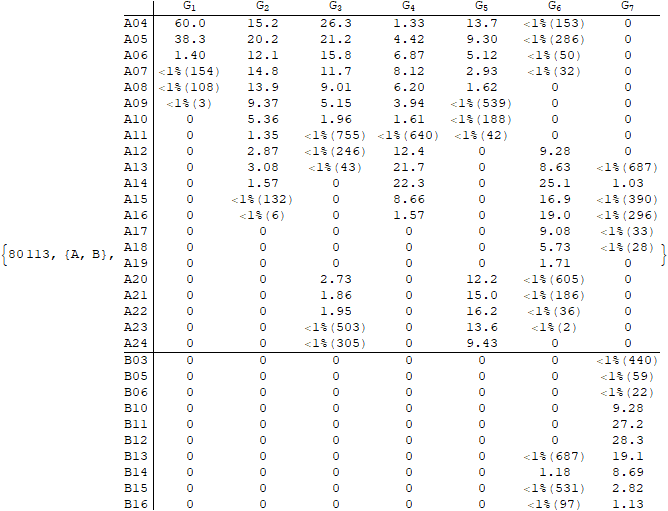 G1 G2 G3 G4 G5 G6 G7
A04 60.0 15.2 26.3 1.33 13.7 <1%(153) 0
A05 38.3 20.2 21.2 4.42 9.30 <1%(286) 0
A06 1.40 12.1 15.8 6.87 5.12 <1%(50) 0
A07 <1%(154) 14.8 11.7 8.12 2.93 <1%(32) 0
A08 <1%(108) 13.9 9.01 6.20 1.62 0 0
A09 <1%(3) 9.37 5.15 3.94 <1%(539) 0 0
A10 0 5.36 1.96 1.61 <1%(188) 0 0
A11 0 1.35 <1%(755) <1%(640) <1%(42) 0 0
A12 0 2.87 <1%(246) 12.4 0 9.28 0
A13 0 3.08 <1%(43) 21.7 0 8.63 <1%(687)
A14 0 1.57 0 22.3 0 25.1 1.03
A15 0 <1%(132) 0 8.66 0 16.9 <1%(390)
A16 0 <1%(6) 0 1.57 0 19.0 <1%(296)
A17 0 0 0 0 0 9.08 <1%(33)
A18 0 0 0 0 0 5.73 <1%(28)
{80113, {A, B}, }
A19 0 0 0 0 0 1.71 0
A20 0 0 2.73 0 12.2 <1%(605) 0
A21 0 0 1.86 0 15.0 <1%(186) 0
A22 0 0 1.95 0 16.2 <1%(36) 0
A23 0 0 <1%(503) 0 13.6 <1%(2) 0
A24 0 0 <1%(305) 0 9.43 0 0
B03 0 0 0 0 0 0 <1%(440)
B05 0 0 0 0 0 0 <1%(59)
B06 0 0 0 0 0 0 <1%(22)
B10 0 0 0 0 0 0 9.28
B11 0 0 0 0 0 0 27.2
B12 0 0 0 0 0 0 28.3
B13 0 0 0 0 0 <1%(687) 19.1
B14 0 0 0 0 0 1.18 8.69
B15 0 0 0 0 0 <1%(531) 2.82
B16 0 0 0 0 0 <1%(97) 1.13